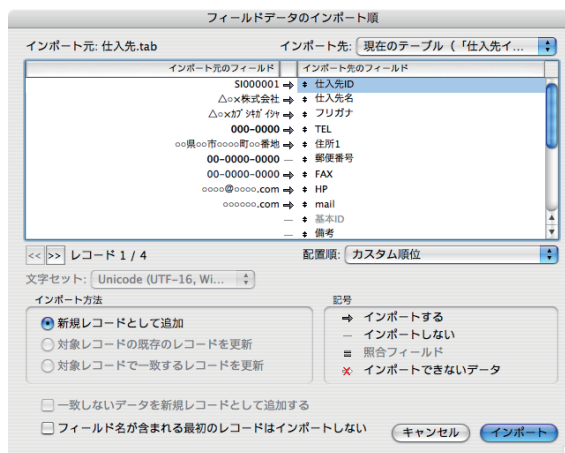 フィールドデータのインポート順
インポート元: 仕入先.tab インポート先: 現在のテーブル（「仕入先イ...
インポート元のフィールド インポート先のフィールド
SI000001 ⇒ 仕入先ID
△○×株式会社 ⇒ 仕入先名
△○×ｶﾌﾞｼｷｶﾞｲｼｬ ⇒ フリガナ
000-0000 ⇒ TEL
○○県○○市○○○○町○○番地 ⇒ 住所1
00-0000-0000 — 郵便番号
00-0000-0000 ⇒ FAX
○○○○@○○○○.com ⇒ HP
○○○○○○.com ⇒ mail
— 基本ID
— 備考
<< >> レコード 1 / 4 配置順: カスタム順位
文字セット: Unicode (UTF-16, Wi...
インポート方法
新規レコードとして追加
対象レコードの既存のレコードを更新
対象レコードで一致するレコードを更新
記号
⇒ インポートする
— インポートしない
= 照合フィールド
インポートできないデータ
一致しないデータを新規レコードとして追加する
フィールド名が含まれる最初のレコードはインポートしない
キャンセル インポート